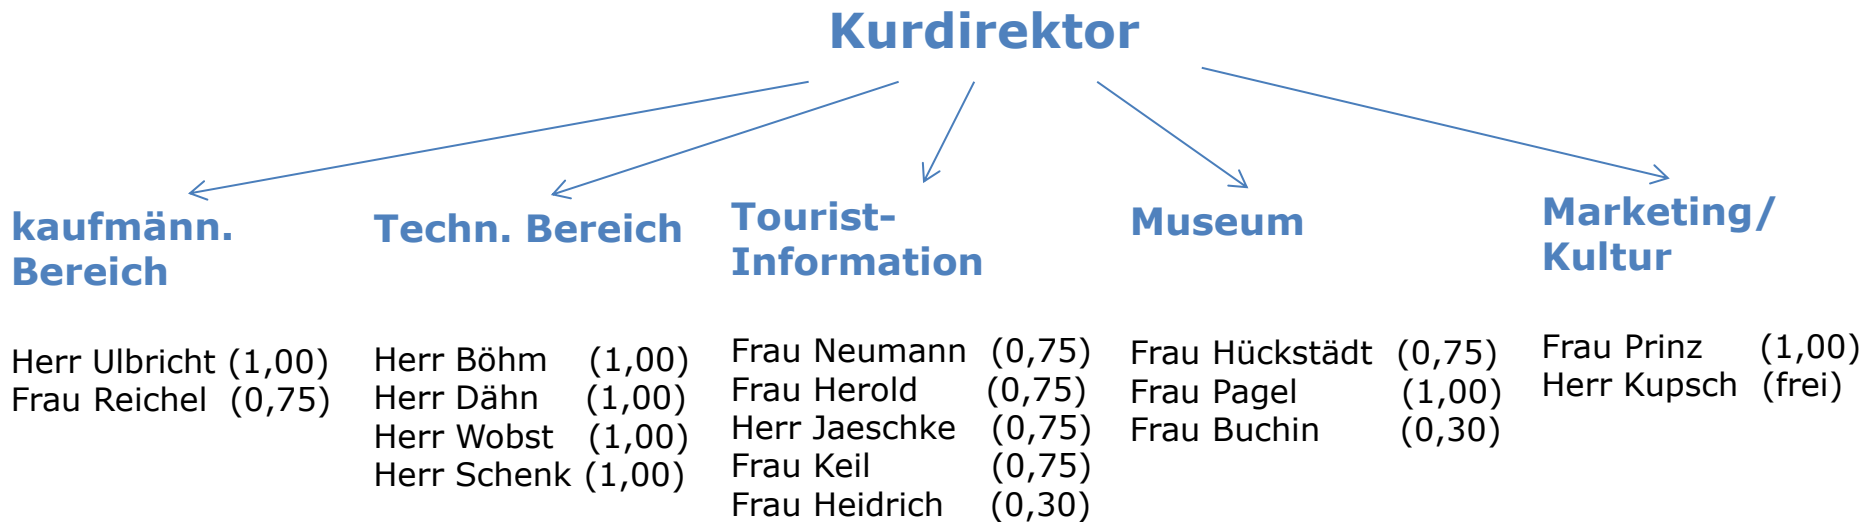 Kurdirektor
kaufmänn.
Bereich
Herr Ulbricht (1,00)
Frau Reichel (0,75)
Techn. Bereich
Herr Böhm (1,00)
Herr Dähn (1,00)
Herr Wobst (1,00)
Herr Schenk (1,00)
Tourist-
Information
Frau Neumann (0,75)
Frau Herold (0,75)
Herr Jaeschke (0,75)
Frau Keil (0,75)
Frau Heidrich (0,30)
Museum
Frau Hückstädt (0,75)
Frau Pagel (1,00)
Frau Buchin (0,30)
Marketing/
Kultur
Frau Prinz (1,00)
Herr Kupsch (frei)